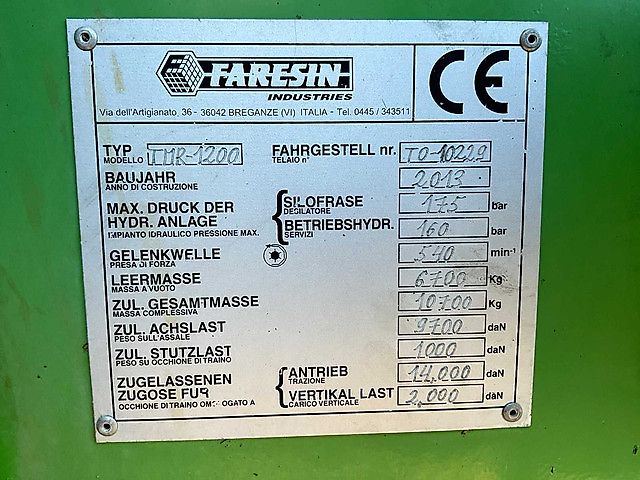 FARESIN
INDUSTRIES
Via dell'Artigianato, 36 - 36042 BREGANZE (VI) ITALIA - Tel. 0445 / 343511
CE
TYP TMR-1200 FAHRGESTELL nr. TO-10229
MODELLO TELAIO n°
BAUJAHR 2013
ANNO DI COSTRUZIONE
MAX. DRUCK DER SILOFRASE 175 bar
DESILATORE
HYDR. ANLAGE BETRIEBSHYDR. 160 bar
IMPIANTO IDRAULICO PRESSIONE MAX. SERVIZI
GELENKWELLE 540 min-¹
PRESA DI FORZA
LEERMASSE 6700 Kg
MASSA A VUOTO
ZUL. GESAMTMASSE 10700 Kg
MASSA COMPLESSIVA
ZUL. ACHSLAST 9700 daN
PESO SULL'ASSALE
ZUL. STUTZLAST 1000 daN
PESO SU OCCHIONE DI TRAINO
ZUGELASSENEN ANTRIEB 14,000 daN
TRAZIONE
ZUGOSE FUR VERTIKAL LAST 2,000 daN
OCCHIONE DI TRAINO OMOLOGATO A CARICO VERTICALE